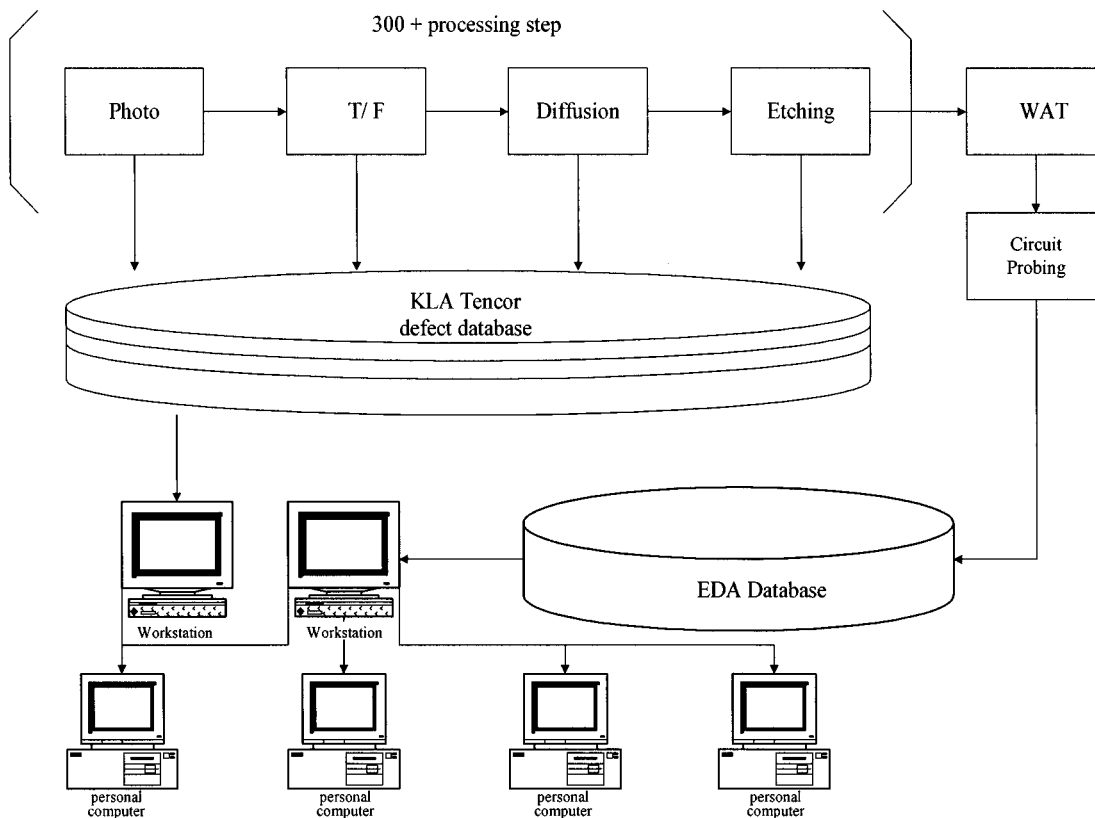 300 + processing step
Photo
T/ F
Diffusion
Etching
WAT
Circuit
Probing
KLA Tencor
defect database
EDA Database
Workstation
Workstation
personal
computer
personal
computer
personal
computer
personal
computer